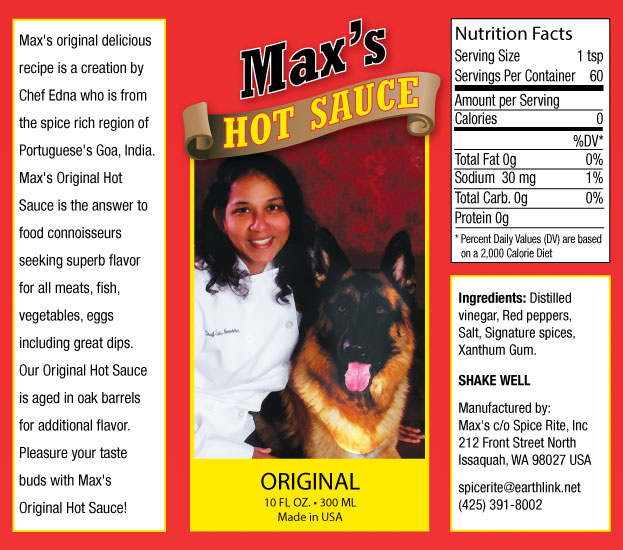 Max's original delicious
recipe is a creation by
Chef Edna who is from
the spice rich region of
Portuguese's Goa, India.
Max's Original Hot
Sauce is the answer to
food connoisseurs
seeking superb flavor
for all meats, fish,
vegetables, eggs
including great dips.
Our Original Hot Sauce
is aged in oak barrels
for additional flavor.
Pleasure your taste
buds with Max's
Original Hot Sauce!
Max's
HOT SAUCE
ORIGINAL
10 FL OZ. • 300 ML
Made in USA
Nutrition Facts
Serving Size 1 tsp
Servings Per Container 60
Amount per Serving
Calories 0
%DV*
Total Fat 0g 0%
Sodium 30 mg 1%
Total Carb. 0g 0%
Protein 0g
* Percent Daily Values (DV) are based
on a 2,000 Calorie Diet
Ingredients: Distilled
vinegar, Red peppers,
Salt, Signature spices,
Xanthum Gum.
SHAKE WELL
Manufactured by:
Max's c/o Spice Rite, Inc
212 Front Street North
Issaquah, WA 98027 USA
spicerite@earthlink.net
(425) 391-8002